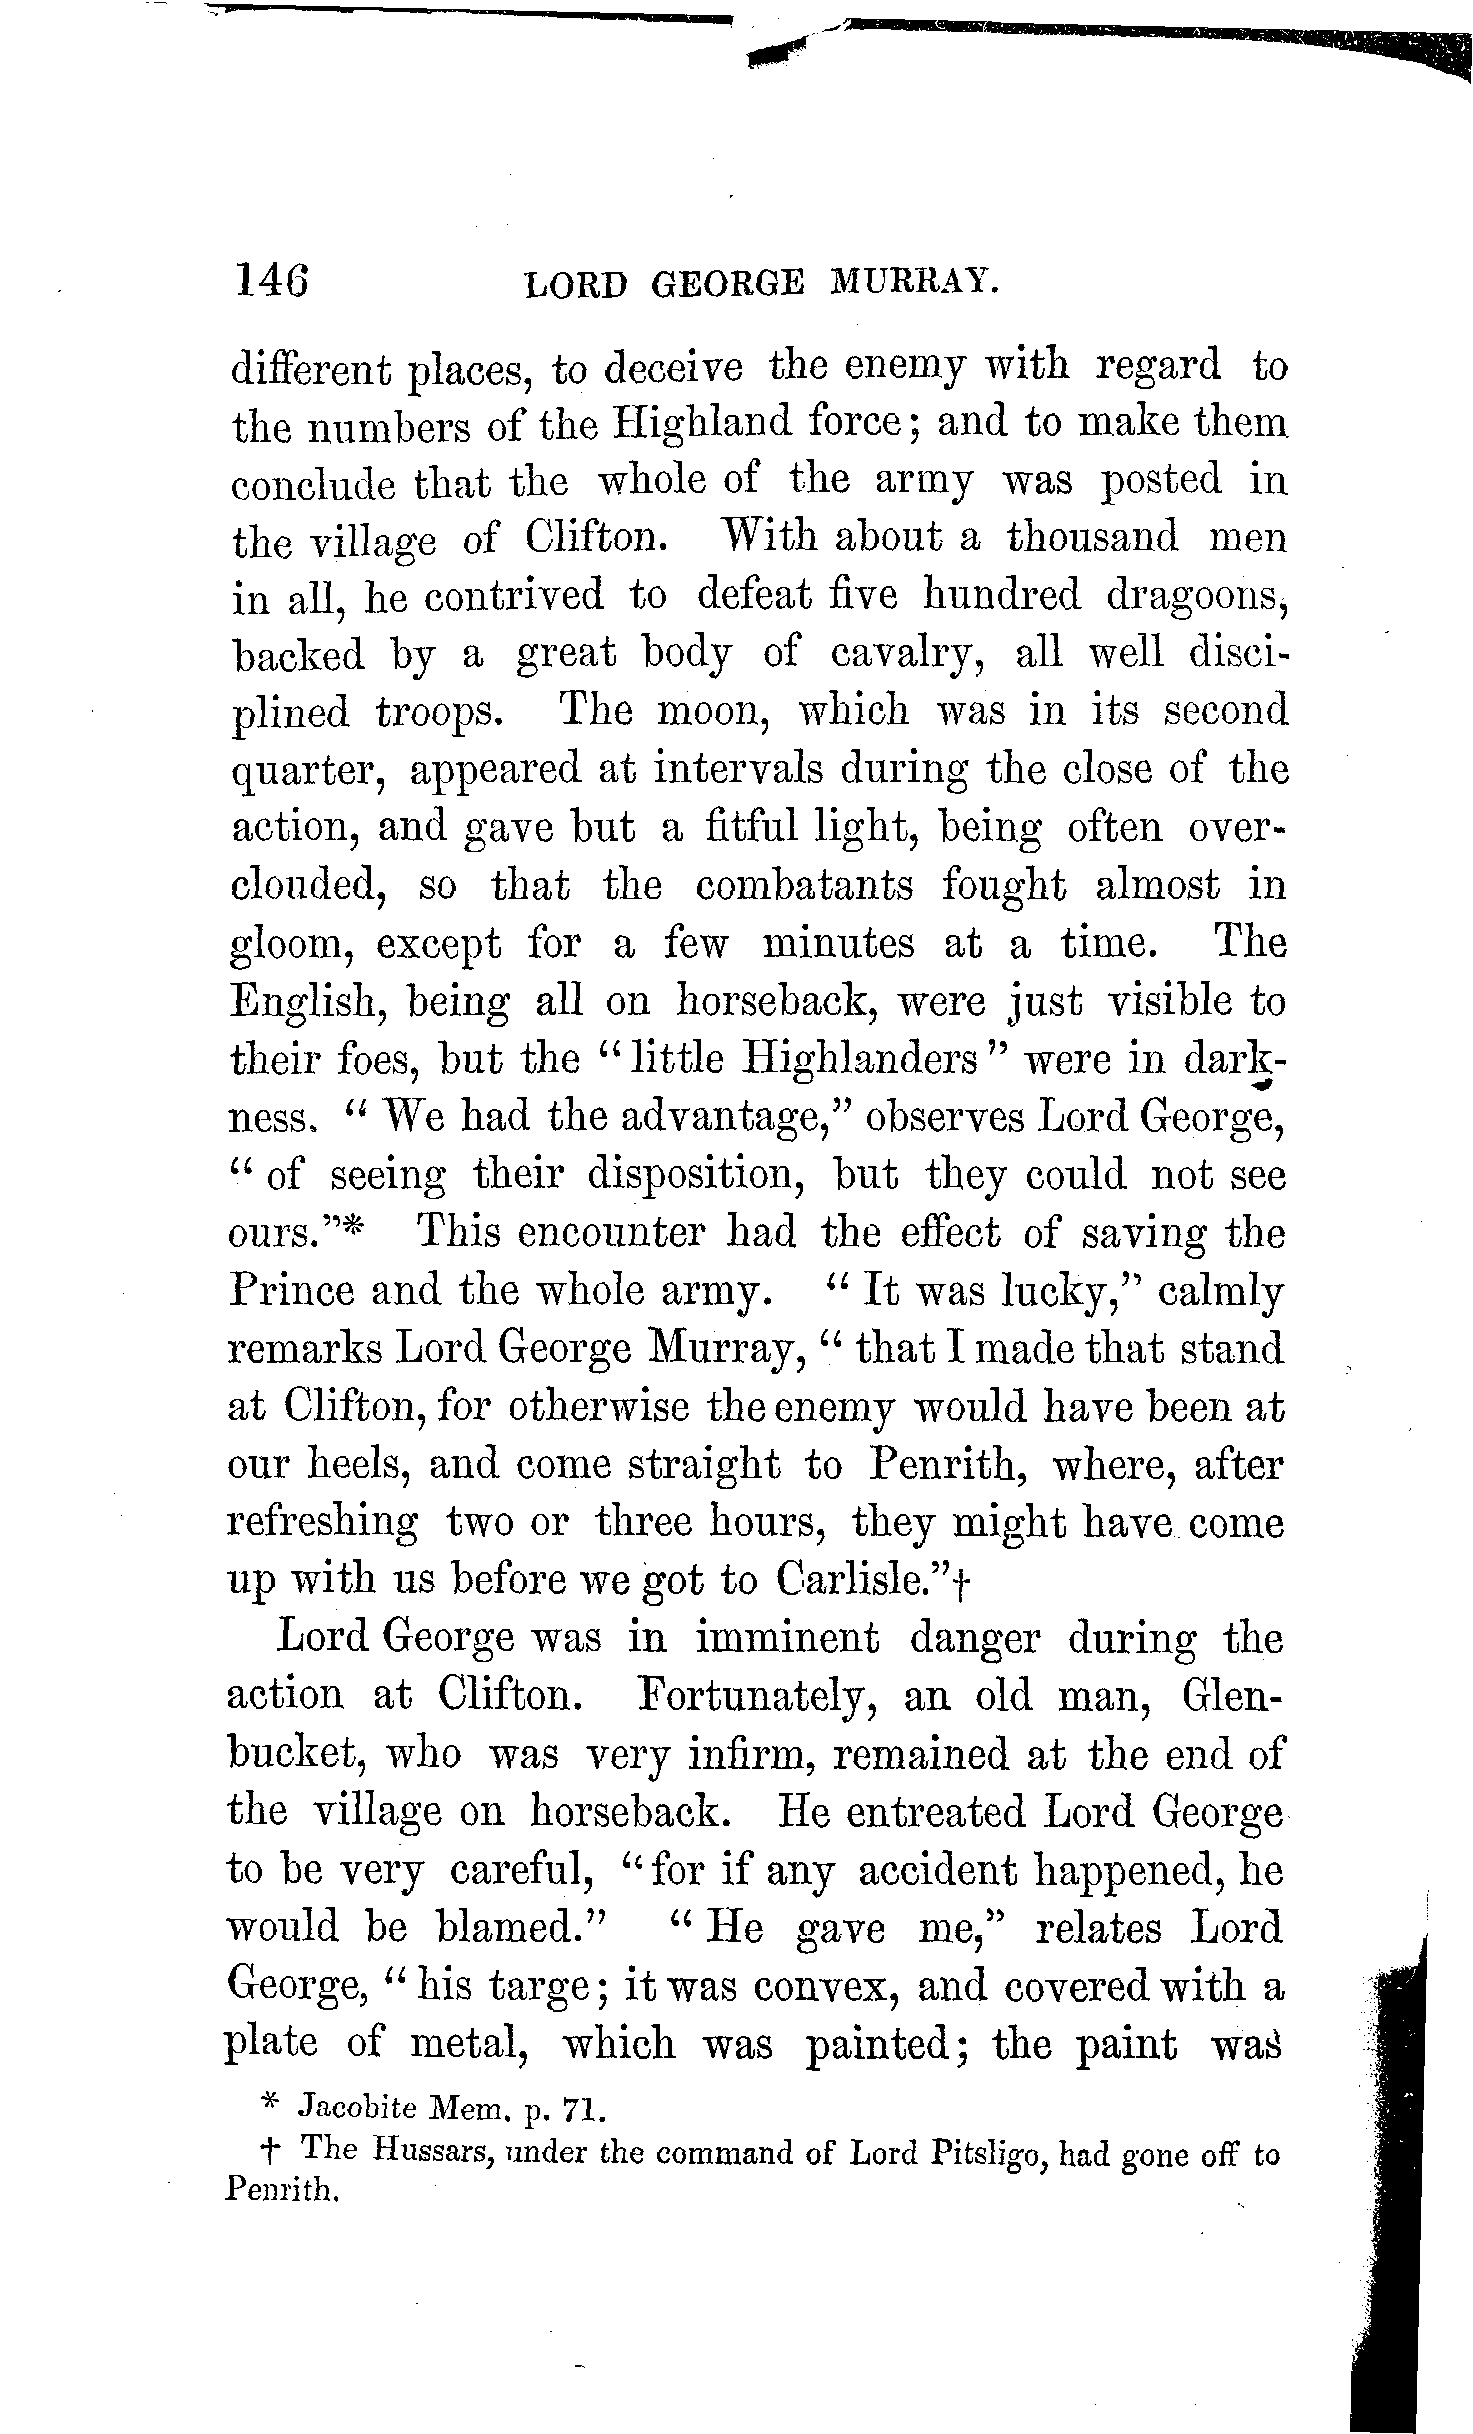 146 LORD GEORGE MURRAY.
different places, to deceive the enemy with regard to
the numbers of the Highland force; and to make them
conclude that the whole of the army was posted in
the village of Clifton. With about a thousand men
in all, he contrived to defeat five hundred dragoons,
backed by a great body of cavalry, all well disci-
plined troops. The moon, which was in its second
quarter, appeared at intervals during the close of the
action, and gave but a fitful light, being often over-
clouded, so that the combatants fought almost in
gloom, except for a few minutes at a time. The
English, being all on horseback, were just visible to
their foes, but the “little Highlanders” were in dark-
ness. “We had the advantage,” observes Lord George,
“of seeing their disposition, but they could not see
ours.”* This encounter had the effect of saving the
Prince and the whole army. “It was lucky,” calmly
remarks Lord George Murray, “that I made that stand
at Clifton, for otherwise the enemy would have been at
our heels, and come straight to Penrith, where, after
refreshing two or three hours, they might have come
up with us before we got to Carlisle.”†
Lord George was in imminent danger during the
action at Clifton. Fortunately, an old man, Glen-
bucket, who was very infirm, remained at the end of
the village on horseback. He entreated Lord George
to be very careful, “for if any accident happened, he
would be blamed.” “He gave me,” relates Lord
George, “his targe; it was convex, and covered with a
plate of metal, which was painted; the paint was
* Jacobite Mem. p. 71.
† The Hussars, under the command of Lord Pitsligo, had gone off to
Penrith.